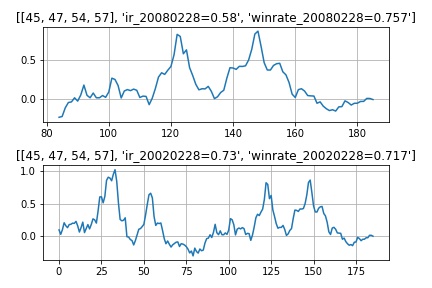 [[45, 47, 54, 57], 'ir_20080228=0.58', 'winrate_20080228=0.757']
0.5
0.0
80 100 120 140 160 180
[[45, 47, 54, 57], 'ir_20020228=0.73', 'winrate_20020228=0.717']
1.0
0.5
0.0
0 25 50 75 100 125 150 175